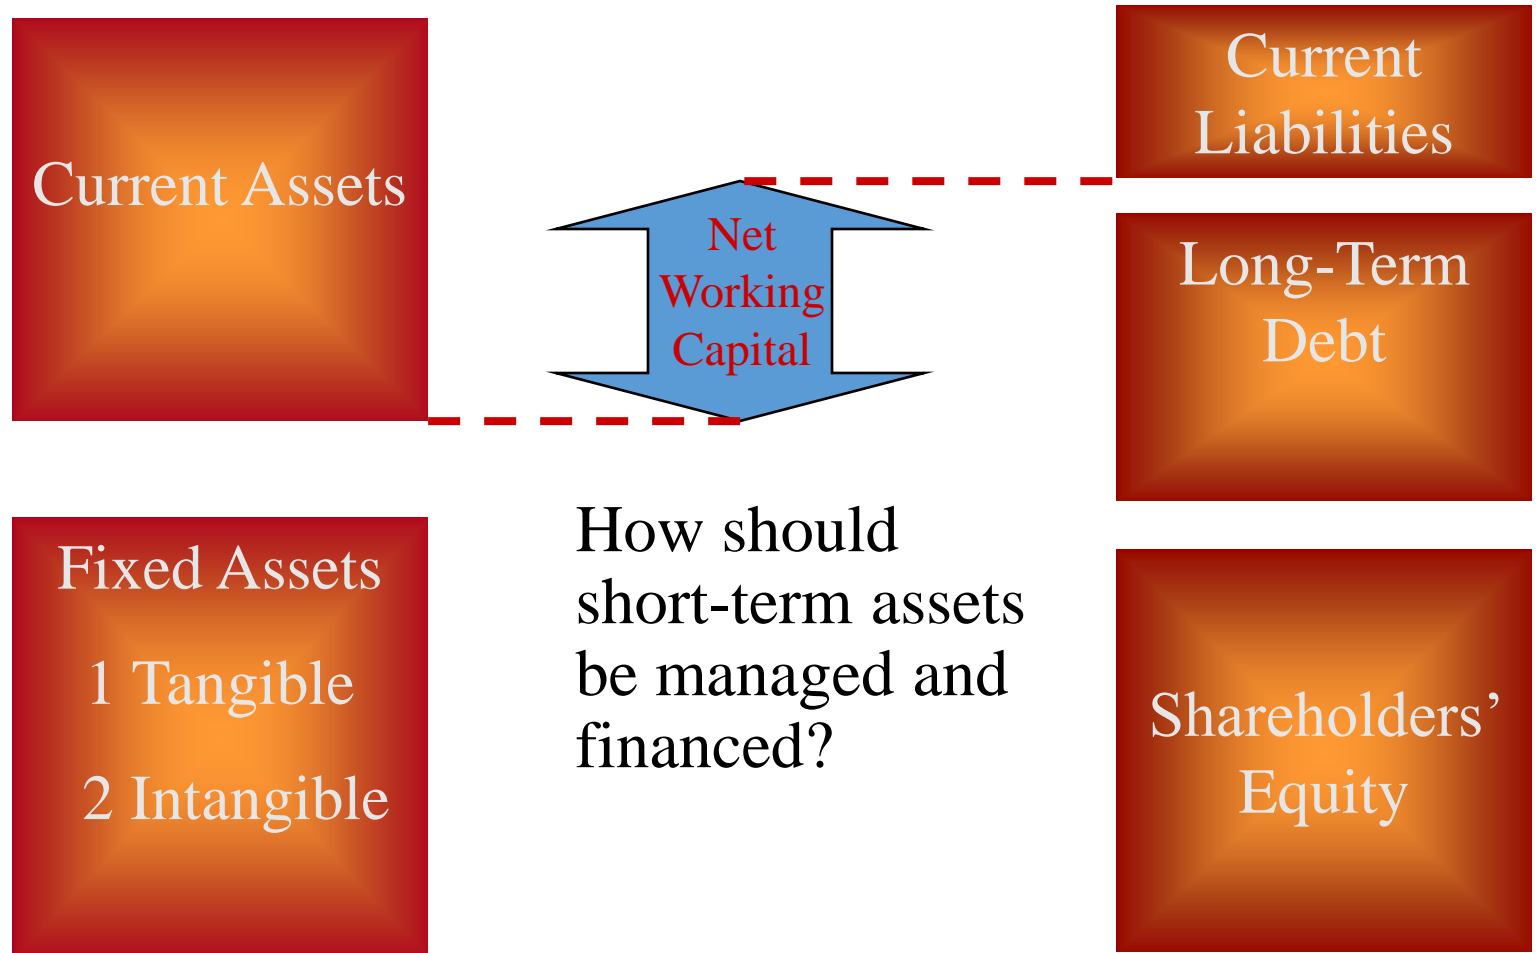 Current Assets
Fixed Assets
1 Tangible
2 Intangible
Net
Working
Capital
How should
short-term assets
be managed and
financed?
Current
Liabilities
Long-Term
Debt
Shareholders’
Equity